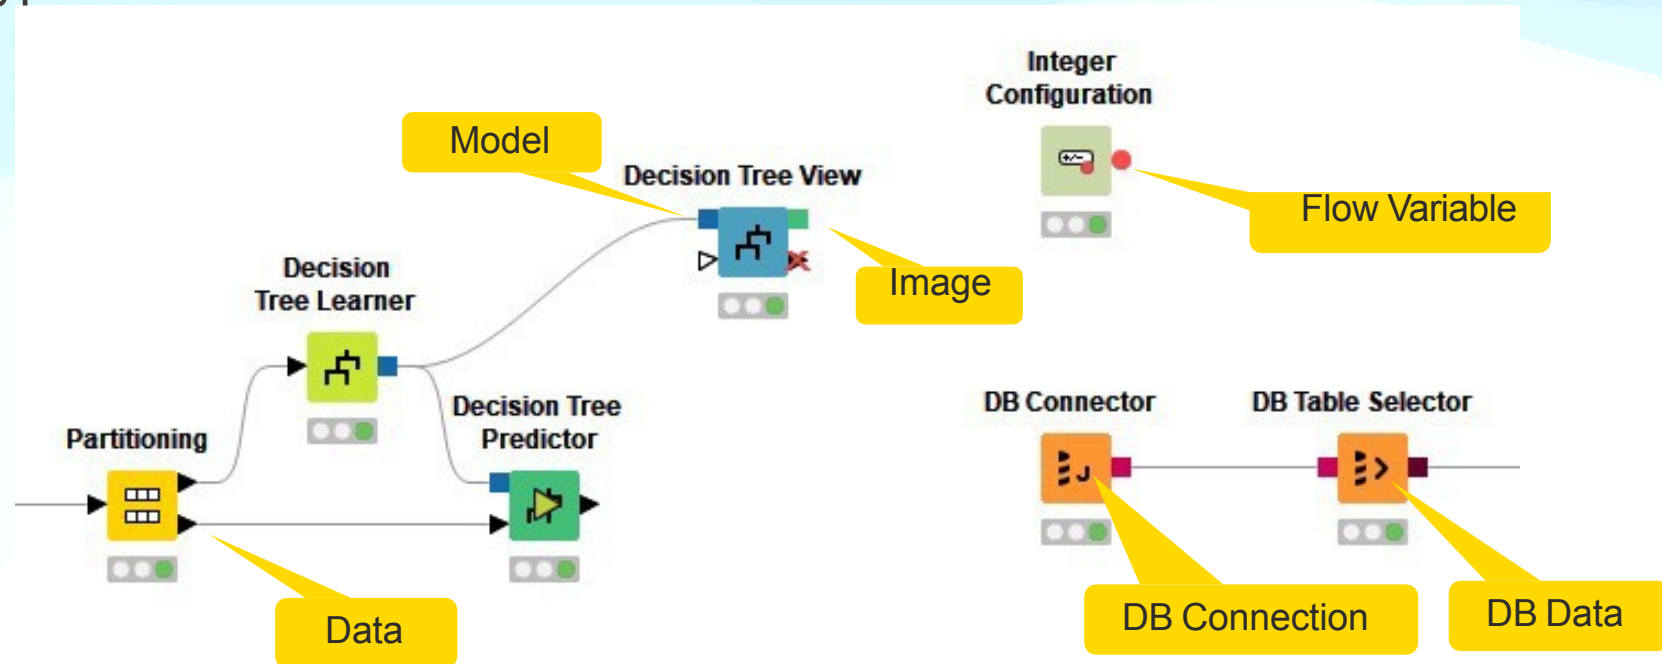 Integer
Configuration
Model
Decision Tree View
Flow Variable
Decision
Tree Learner
Image
Decision Tree
Predictor
DB Connector
DB Table Selector
Partitioning
Data
DB Connection
DB Data